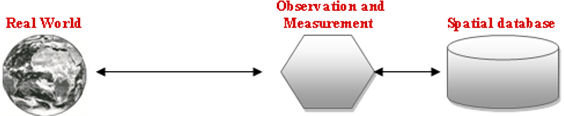 Real World
Observation and
Measurement
Spatial database